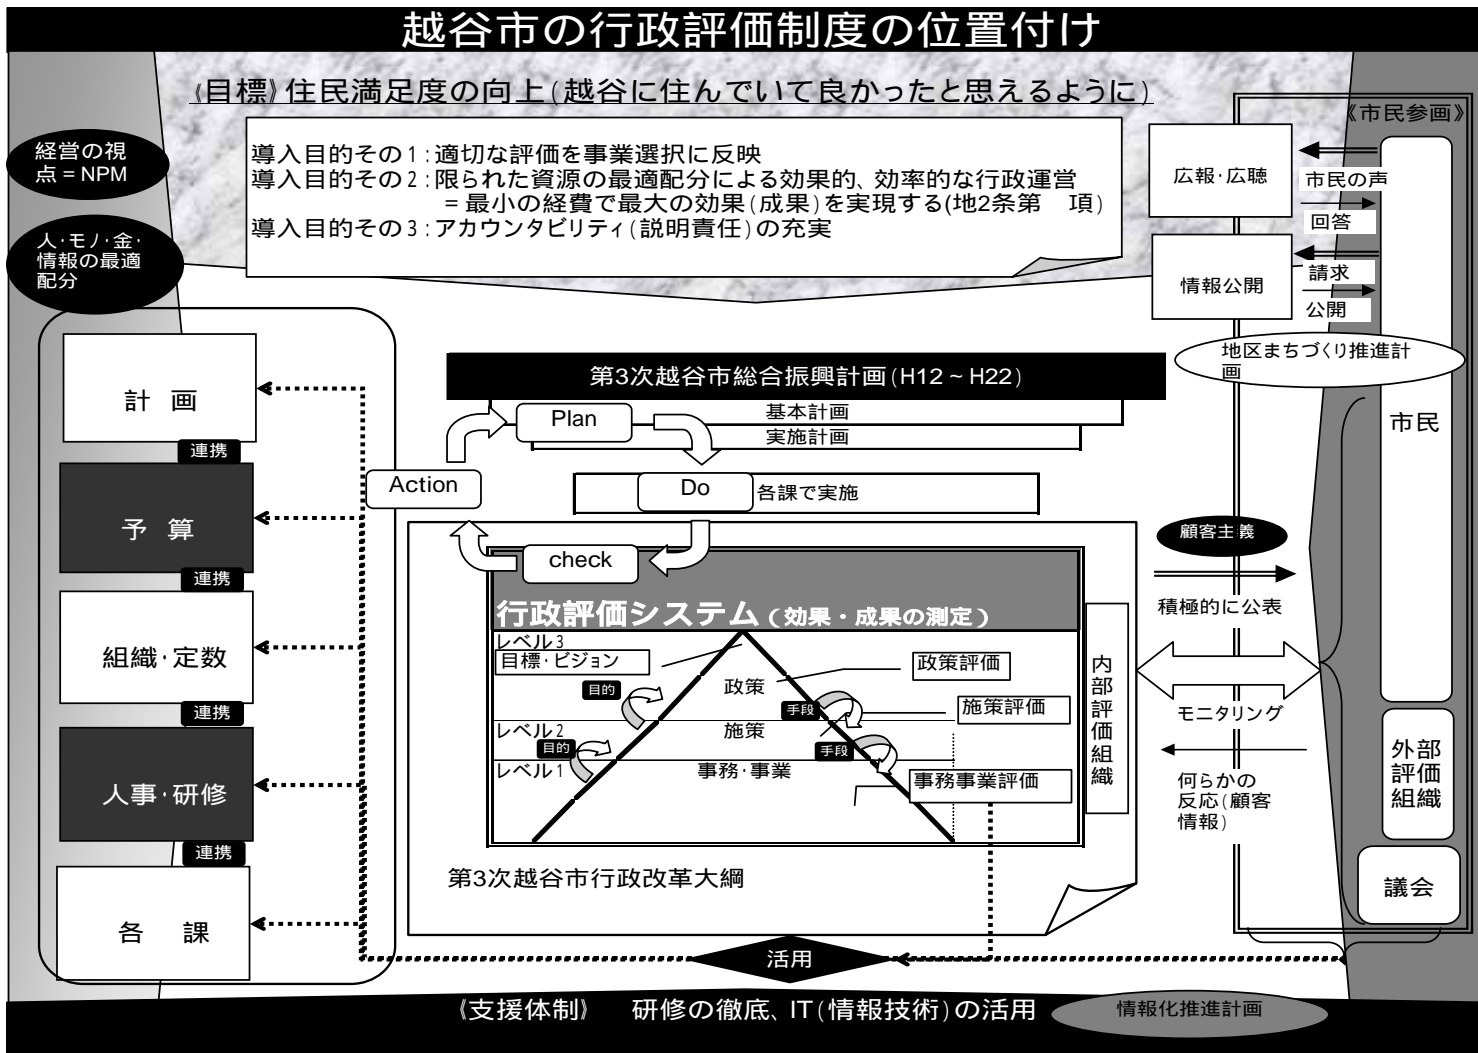 越谷市の行政評価制度の位置付け
《目標》住民満足度の向上(越谷に住んでいて良かったと思えるように)
経営の視
点=NPM
人・モノ・金・
情報の最適
配分
導入目的その1:適切な評価を事業選択に反映
導入目的その2:限られた資源の最適配分による効果的、効率的な行政運営
=最小の経費で最大の効果(成果)を実現する(地2条第 項)
導入目的その3:アカウンタビリティ(説明責任)の充実
《市民参画》
広報・広聴
市民の声
回答
情報公開
請求
公開
地区まちづくり推進計
画
市民
計 画
連携
予 算
連携
組織・定数
連携
人事・研修
連携
各 課
第3次越谷市総合振興計画(H12~H22)
基本計画
Plan
実施計画
Action
Do
各課で実施
check
行政評価システム(効果・成果の測定)
レベル3
目標・ビジョン
政策評価
政策
目的
手段
施策評価
レベル2
施策
目的
手段
レベル1
事務・事業
事務事業評価
内部評価組織
第3次越谷市行政改革大綱
顧客主義
積極的に公表
モニタリング
何らかの
反応(顧客
情報)
外部
評価
組織
議会
活用
《支援体制》 研修の徹底、IT(情報技術)の活用
情報化推進計画